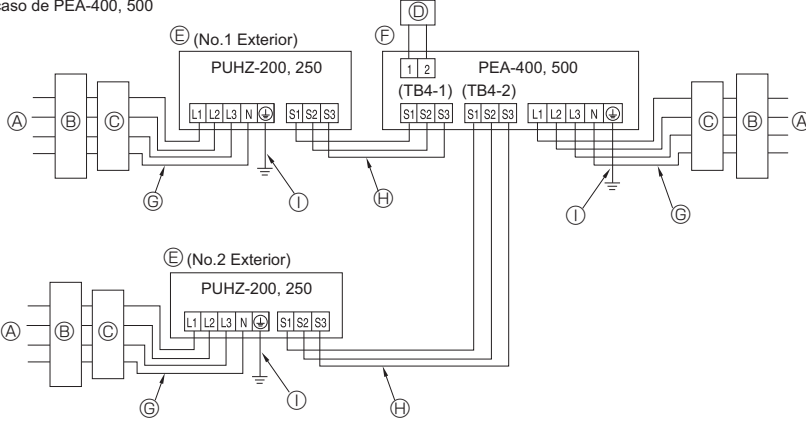 caso de PEA-400, 500
Ⓓ
Ⓔ (No.1 Exterior)
Ⓕ
PUHZ-200, 250
1 2
PEA-400, 500
(TB4-1) (TB4-2)
L1 L2 L3 N S1 S2 S3
S1 S2 S3 S1 S2 S3 L1 L2 L3 N
Ⓐ Ⓑ Ⓒ
Ⓒ Ⓑ Ⓐ
Ⓖ Ⓘ Ⓗ
Ⓘ Ⓖ
Ⓔ (No.2 Exterior)
PUHZ-200, 250
L1 L2 L3 N S1 S2 S3
Ⓐ Ⓑ Ⓒ
Ⓖ Ⓘ Ⓗ